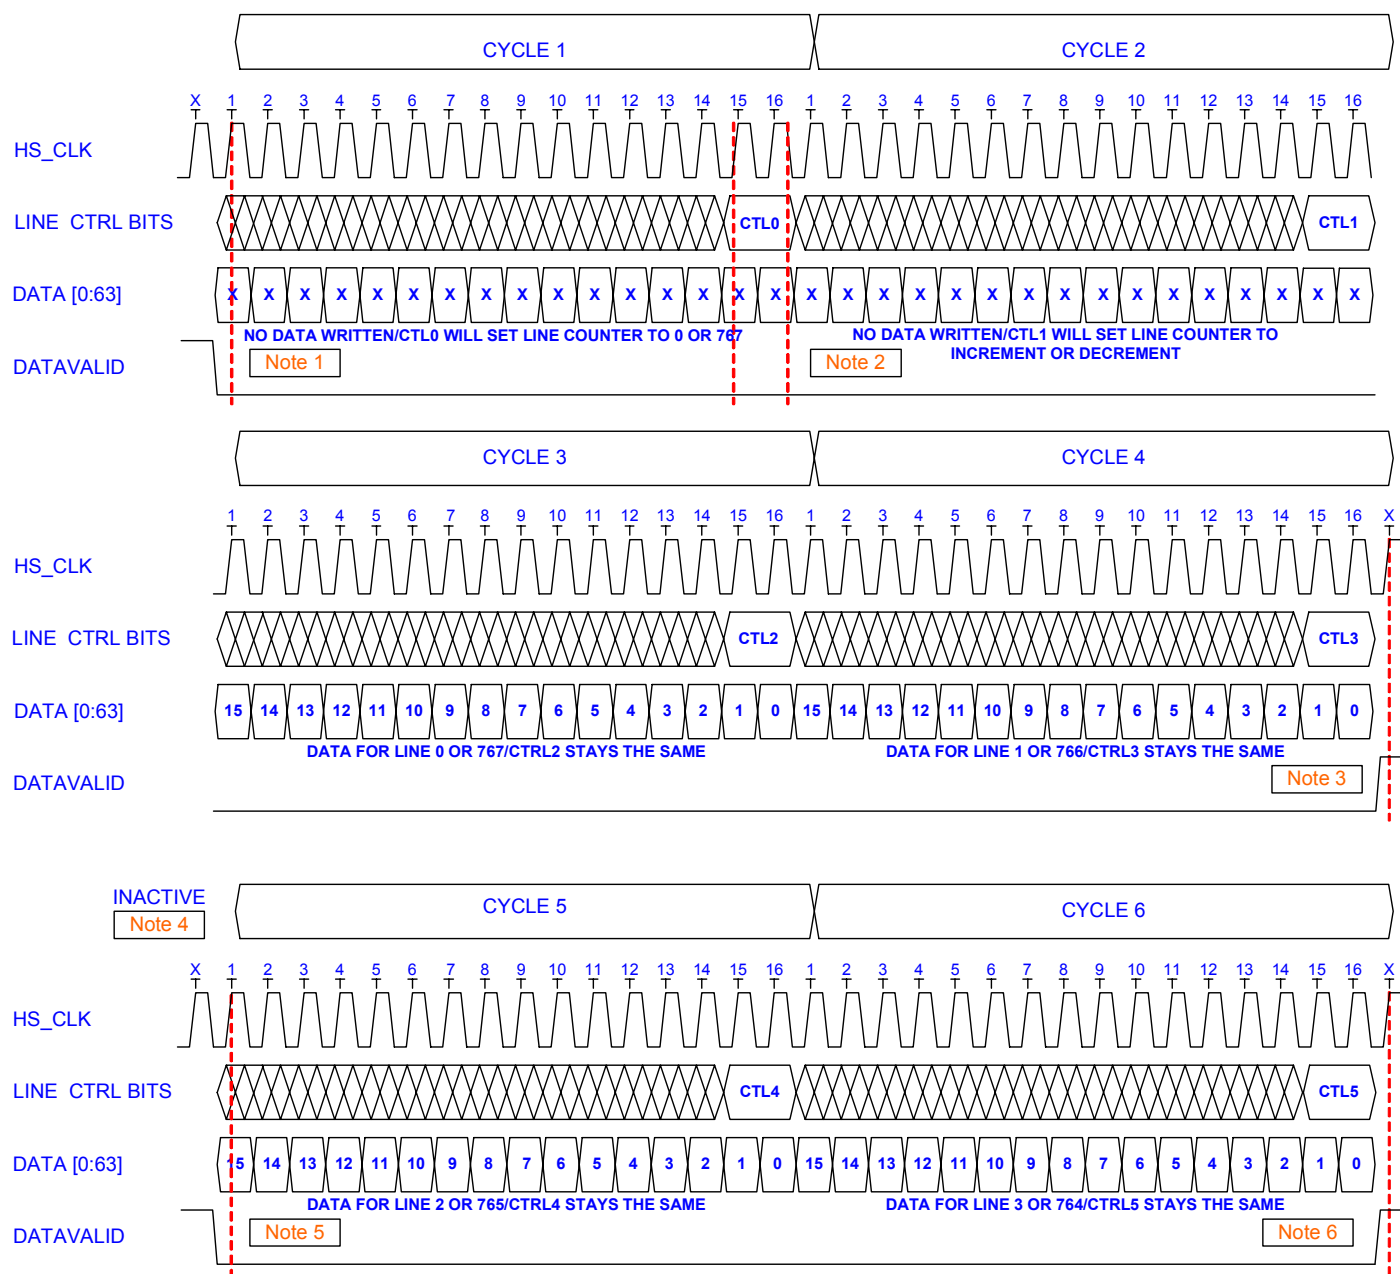 CYCLE 1 CYCLE 2
X 1 2 3 4 5 6 7 8 9 10 11 12 13 14 15 16 1 2 3 4 5 6 7 8 9 10 11 12 13 14 15 16
HS_CLK
LINE CTRL BITS CTL0 CTL1
DATA [0:63] X X X X X X X X X X X X X X X X X X X X X X X X X X X X X X X X
NO DATA WRITTEN/CTL0 WILL SET LINE COUNTER TO 0 OR 767 NO DATA WRITTEN/CTL1 WILL SET LINE COUNTER TO
INCREMENT OR DECREMENT
DATAVALID Note 1 Note 2
CYCLE 3 CYCLE 4
1 2 3 4 5 6 7 8 9 10 11 12 13 14 15 16 1 2 3 4 5 6 7 8 9 10 11 12 13 14 15 16 X
HS_CLK
LINE CTRL BITS CTL2 CTL3
DATA [0:63] 15 14 13 12 11 10 9 8 7 6 5 4 3 2 1 0 15 14 13 12 11 10 9 8 7 6 5 4 3 2 1 0
DATA FOR LINE 0 OR 767/CTRL2 STAYS THE SAME DATA FOR LINE 1 OR 766/CTRL3 STAYS THE SAME
DATAVALID Note 3
INACTIVE CYCLE 5 CYCLE 6
Note 4
X 1 2 3 4 5 6 7 8 9 10 11 12 13 14 15 16 1 2 3 4 5 6 7 8 9 10 11 12 13 14 15 16 X
HS_CLK
LINE CTRL BITS CTL4 CTL5
DATA [0:63] 15 14 13 12 11 10 9 8 7 6 5 4 3 2 1 0 15 14 13 12 11 10 9 8 7 6 5 4 3 2 1 0
DATA FOR LINE 2 OR 765/CTRL4 STAYS THE SAME DATA FOR LINE 3 OR 764/CTRL5 STAYS THE SAME
DATAVALID Note 5 Note 6